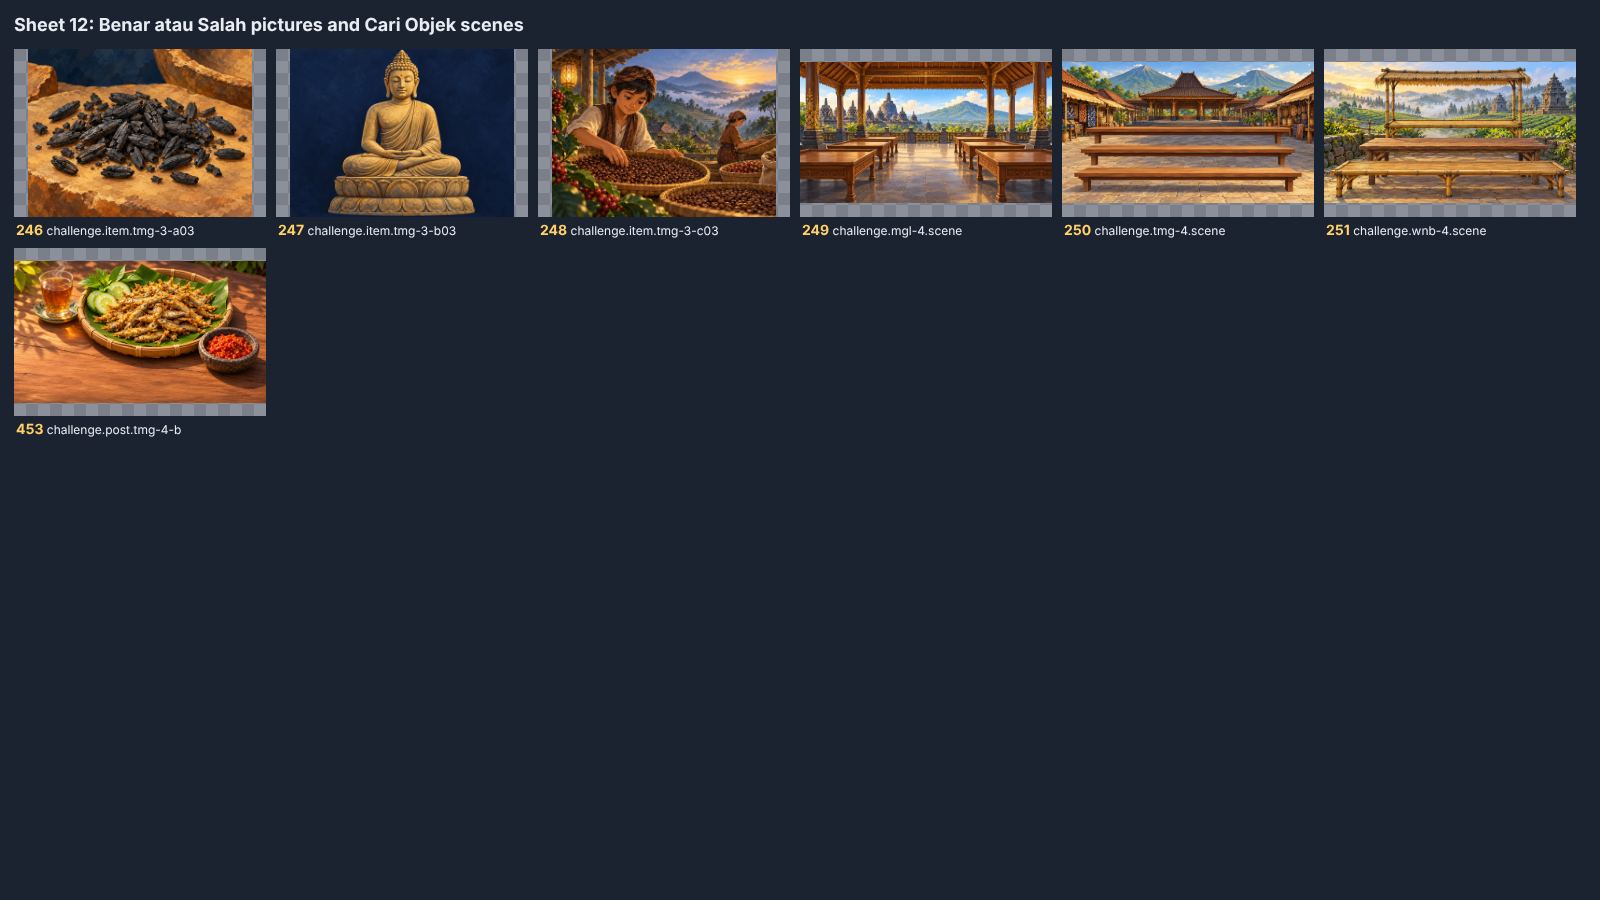 Sheet 12: Benar atau Salah pictures and Cari Objek scenes
246 challenge.item.tmg-3-a03
247 challenge.item.tmg-3-b03
248 challenge.item.tmg-3-c03
249 challenge.mgl-4.scene
250 challenge.tmg-4.scene
251 challenge.wnb-4.scene
453 challenge.post.tmg-4-b